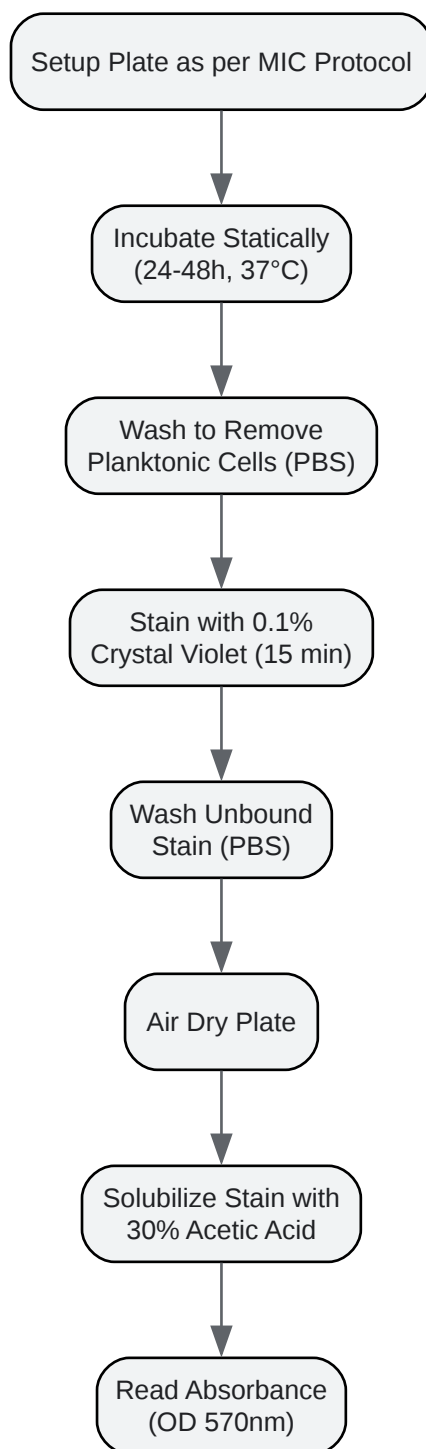 Setup Plate as per MIC Protocol
Incubate Statically
(24-48h, 37°C)
Wash to Remove
Planktonic Cells (PBS)
Stain with 0.1%
Crystal Violet (15 min)
Wash Unbound
Stain (PBS)
Air Dry Plate
Solubilize Stain with
30% Acetic Acid
Read Absorbance
(OD 570nm)